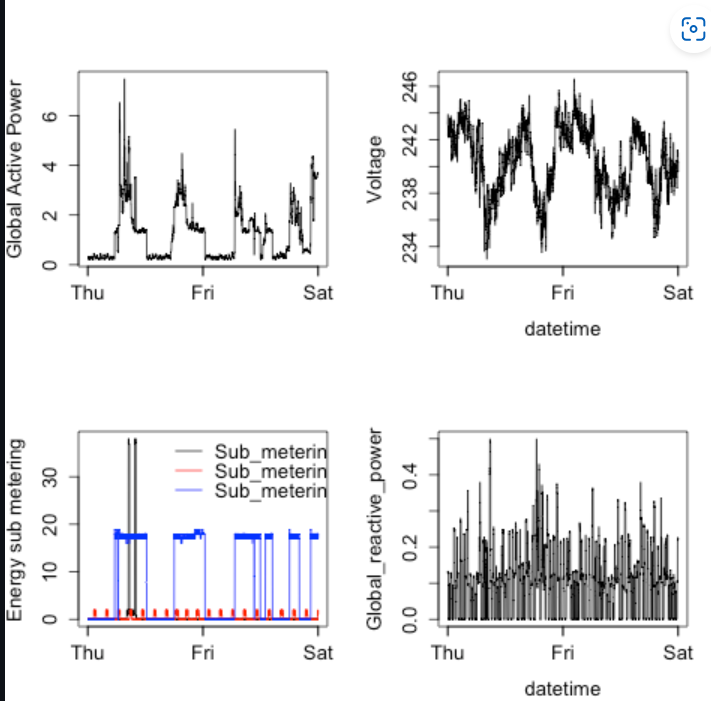 Global Active Power
0 2 4 6
Thu Fri Sat
Voltage
234 238 242 246
Thu Fri Sat
datetime
Energy sub metering
0 10 20 30
Sub_meterin
Sub_meterin
Sub_meterin
Thu Fri Sat
Global_reactive_power
0.0 0.2 0.4
Thu Fri Sat
datetime